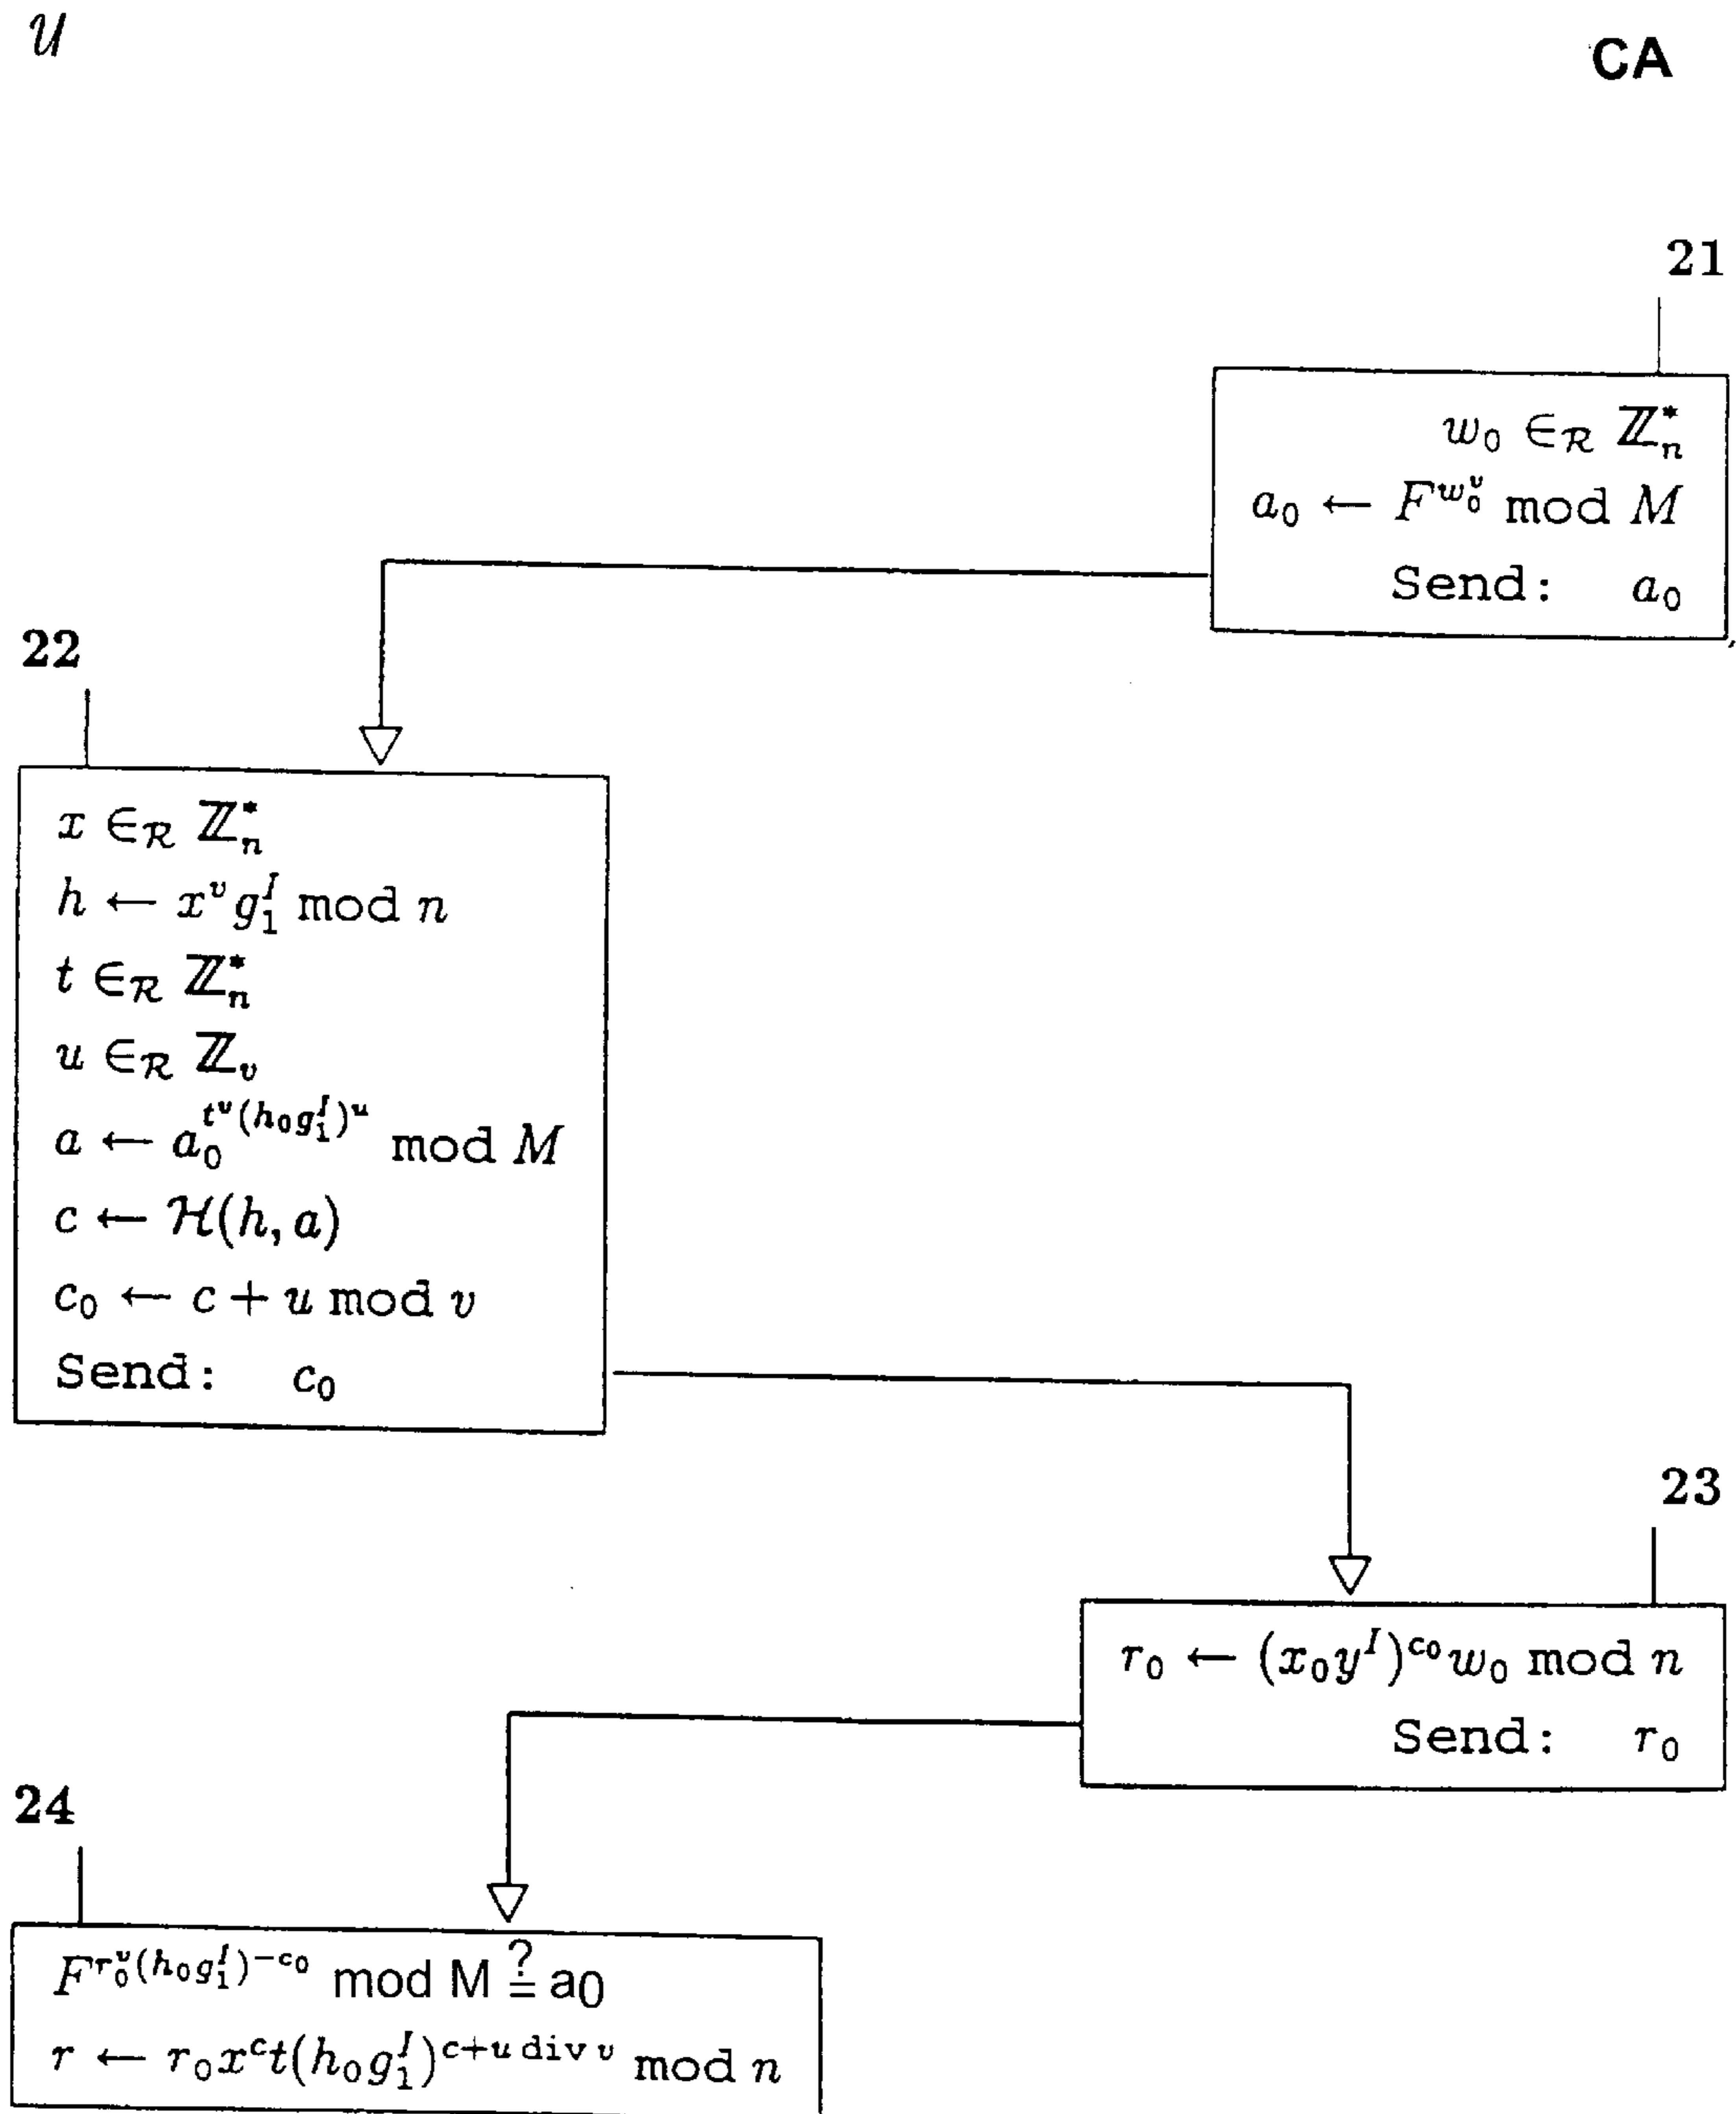 𝒰
CA
21
w₀ ∈_ℛ ℤ*ₙ
a₀ ← F^{w₀^v} mod M
Send: a₀
22
x ∈_ℛ ℤ*ₙ
h ← x^v g₁^I mod n
t ∈_ℛ ℤ*ₙ
u ∈_ℛ ℤ_v
a ← a₀^{t^v(h₀g₁^I)^u} mod M
c ← ℋ(h, a)
c₀ ← c + u mod v
Send: c₀
23
r₀ ← (x₀y^I)^{c₀} w₀ mod n
Send: r₀
24
F^{r₀^v(h₀g₁^I)^{-c₀}} mod M ≟ a₀
r ← r₀x^c t(h₀g₁^I)^{c+u div v} mod n